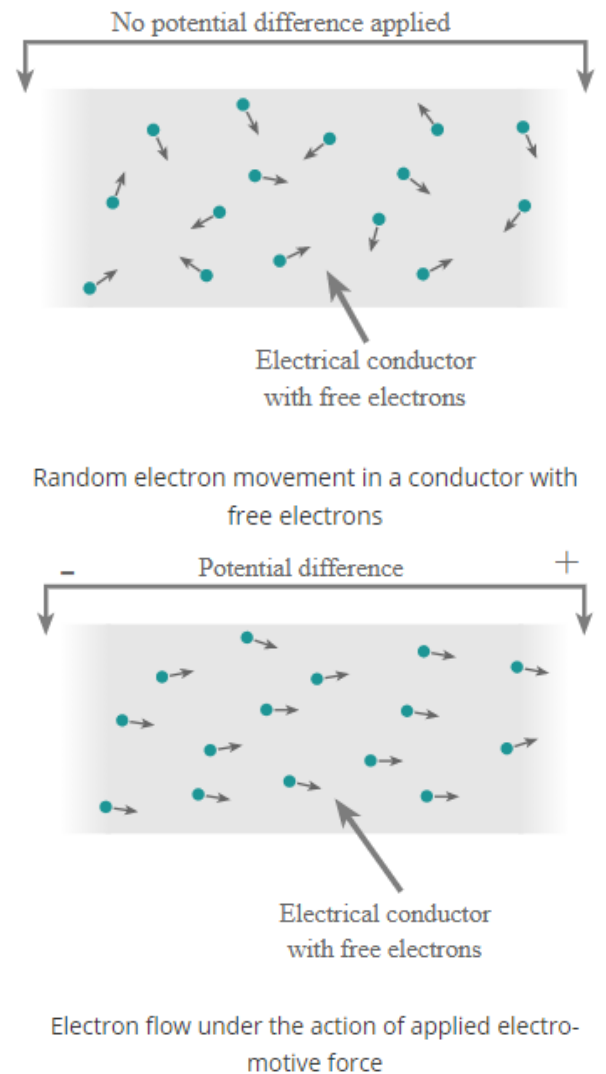 No potential difference applied
Electrical conductor
with free electrons
Random electron movement in a conductor with
free electrons
- Potential difference +
Electrical conductor
with free electrons
Electron flow under the action of applied electro-
motive force